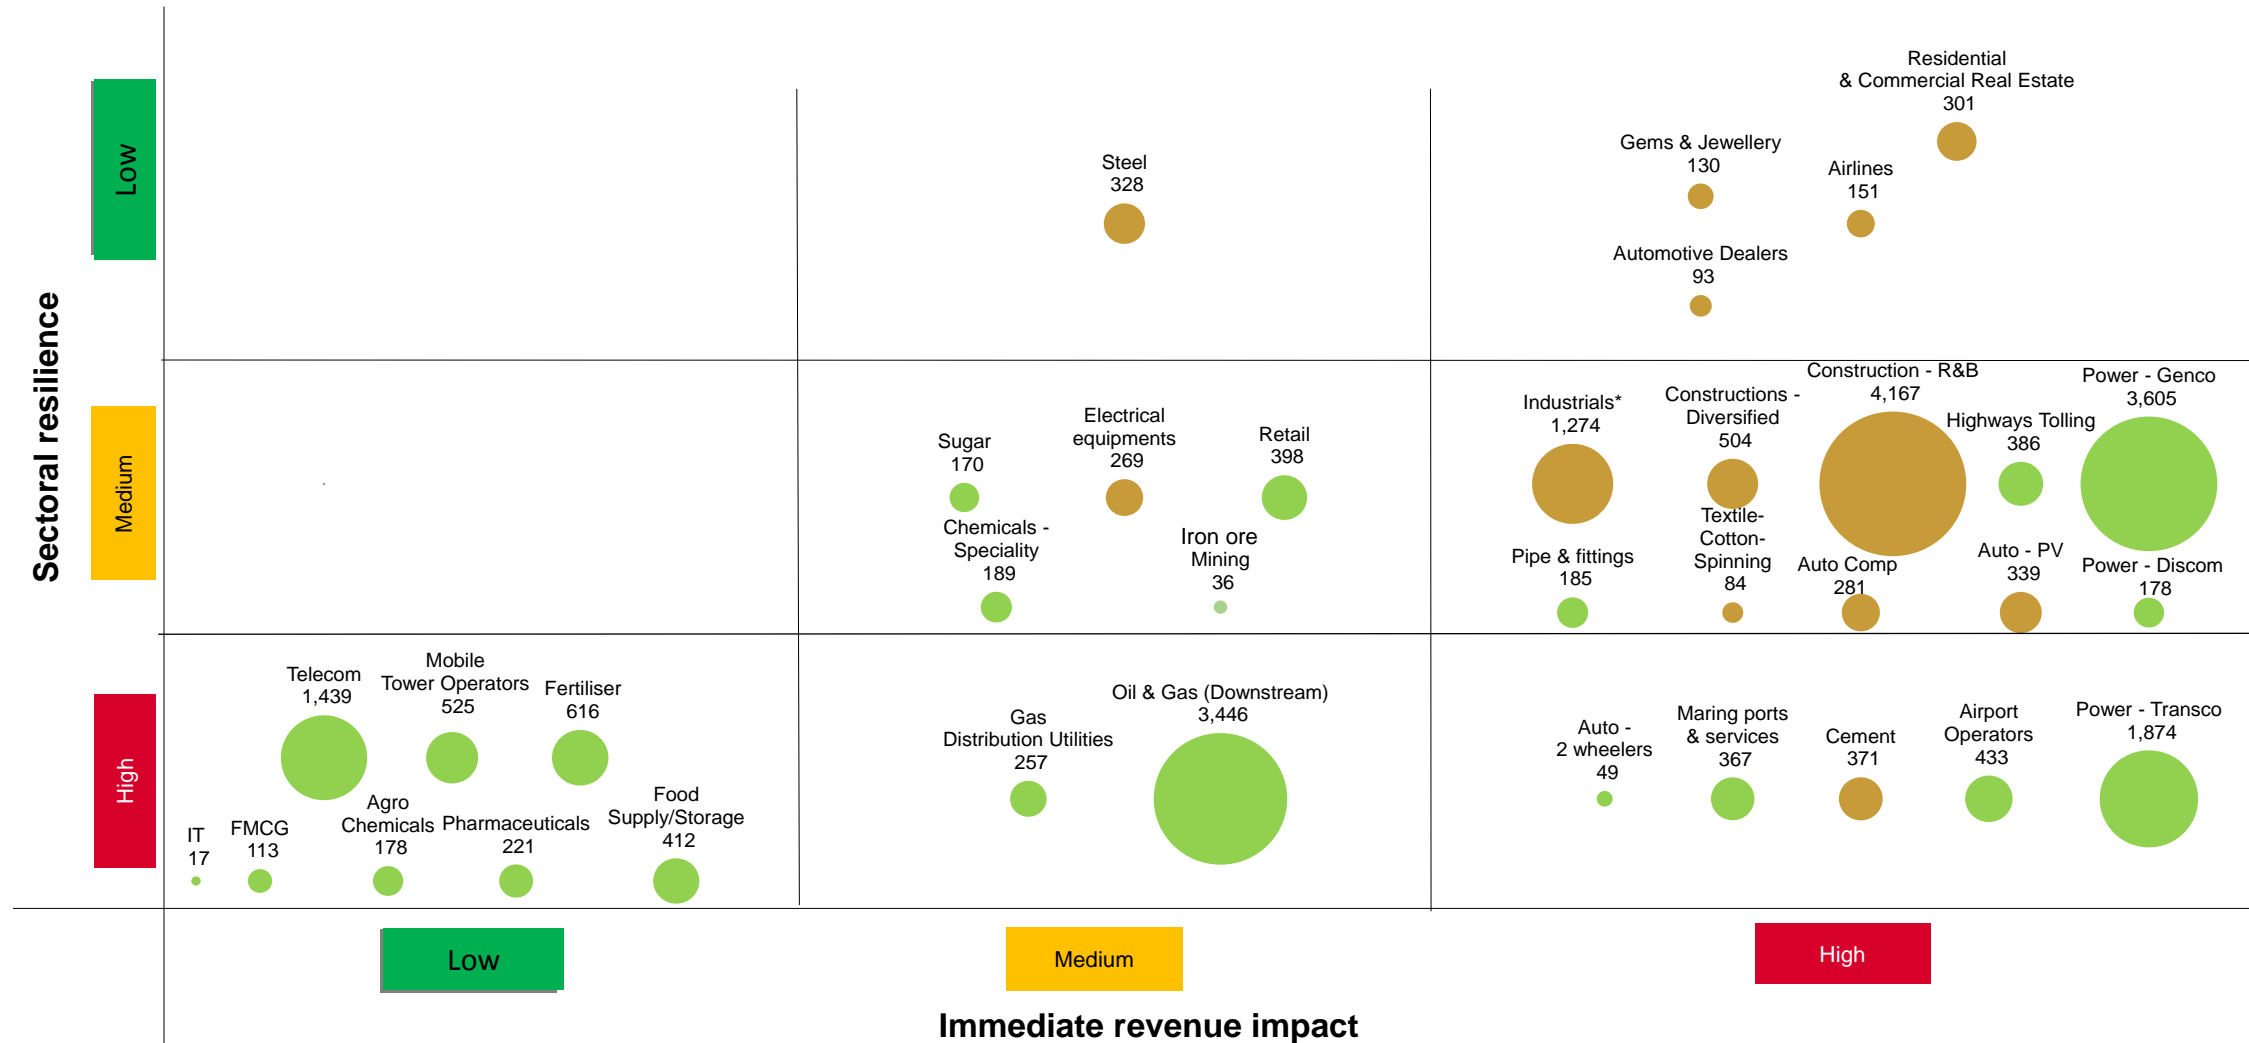 Sectoral resilience
Low
Residential
& Commercial Real Estate
301
Gems & Jewellery
130
Airlines
151
Steel
328
Automotive Dealers
93
Medium
Sugar
170
Electrical
equipments
269
Retail
398
Chemicals -
Speciality
189
Iron ore
Mining
36
Industrials*
1,274
Constructions -
Diversified
504
Construction - R&B
4,167
Highways Tolling
386
Power - Genco
3,605
Pipe & fittings
185
Textile-
Cotton-
Spinning
84
Auto Comp
281
Auto - PV
339
Power - Discom
178
High
Telecom
1,439
Mobile
Tower Operators
525
Fertiliser
616
IT
17
FMCG
113
Agro
Chemicals
178
Pharmaceuticals
221
Food
Supply/Storage
412
Gas
Distribution Utilities
257
Oil & Gas (Downstream)
3,446
Auto -
2 wheelers
49
Maring ports
& services
367
Cement
371
Airport
Operators
433
Power - Transco
1,874
Low
Medium
High
Immediate revenue impact